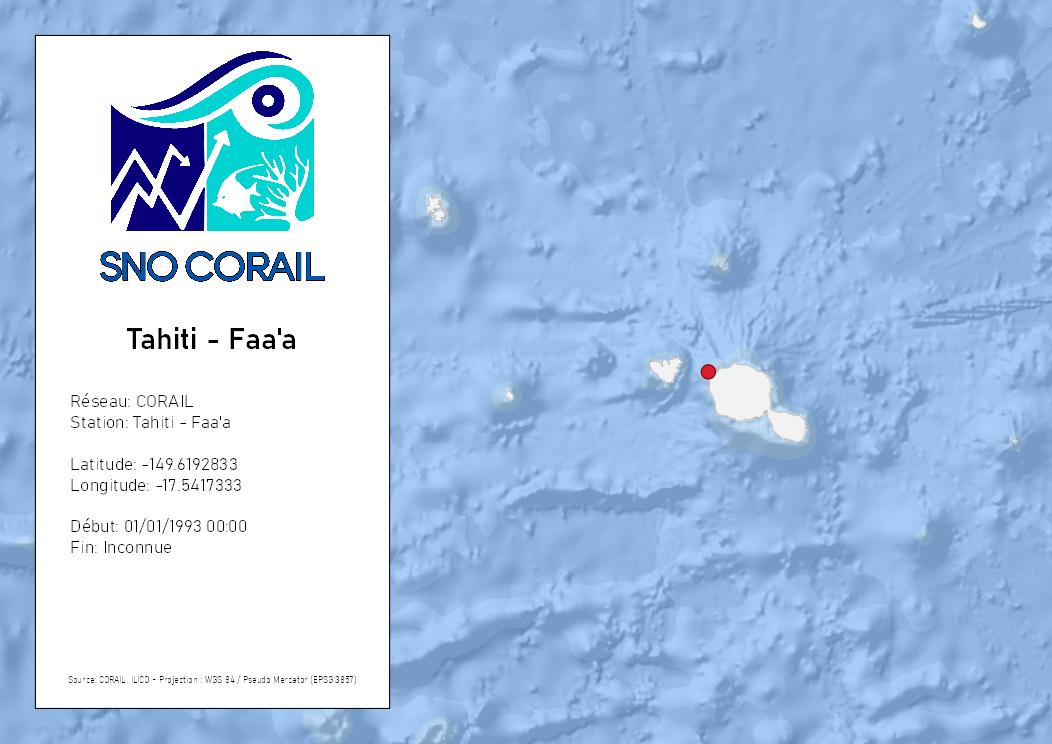 SNO CORAIL
Tahiti - Faa'a
Réseau: CORAIL
Station: Tahiti - Faa'a
Latitude: -149.6192833
Longitude: -17.5417333
Début: 01/01/1993 00:00
Fin: Inconnue
Source: CORAIL, ILICO - Projection : WGS 84 / Pseudo Mercator (EPSG:3857)